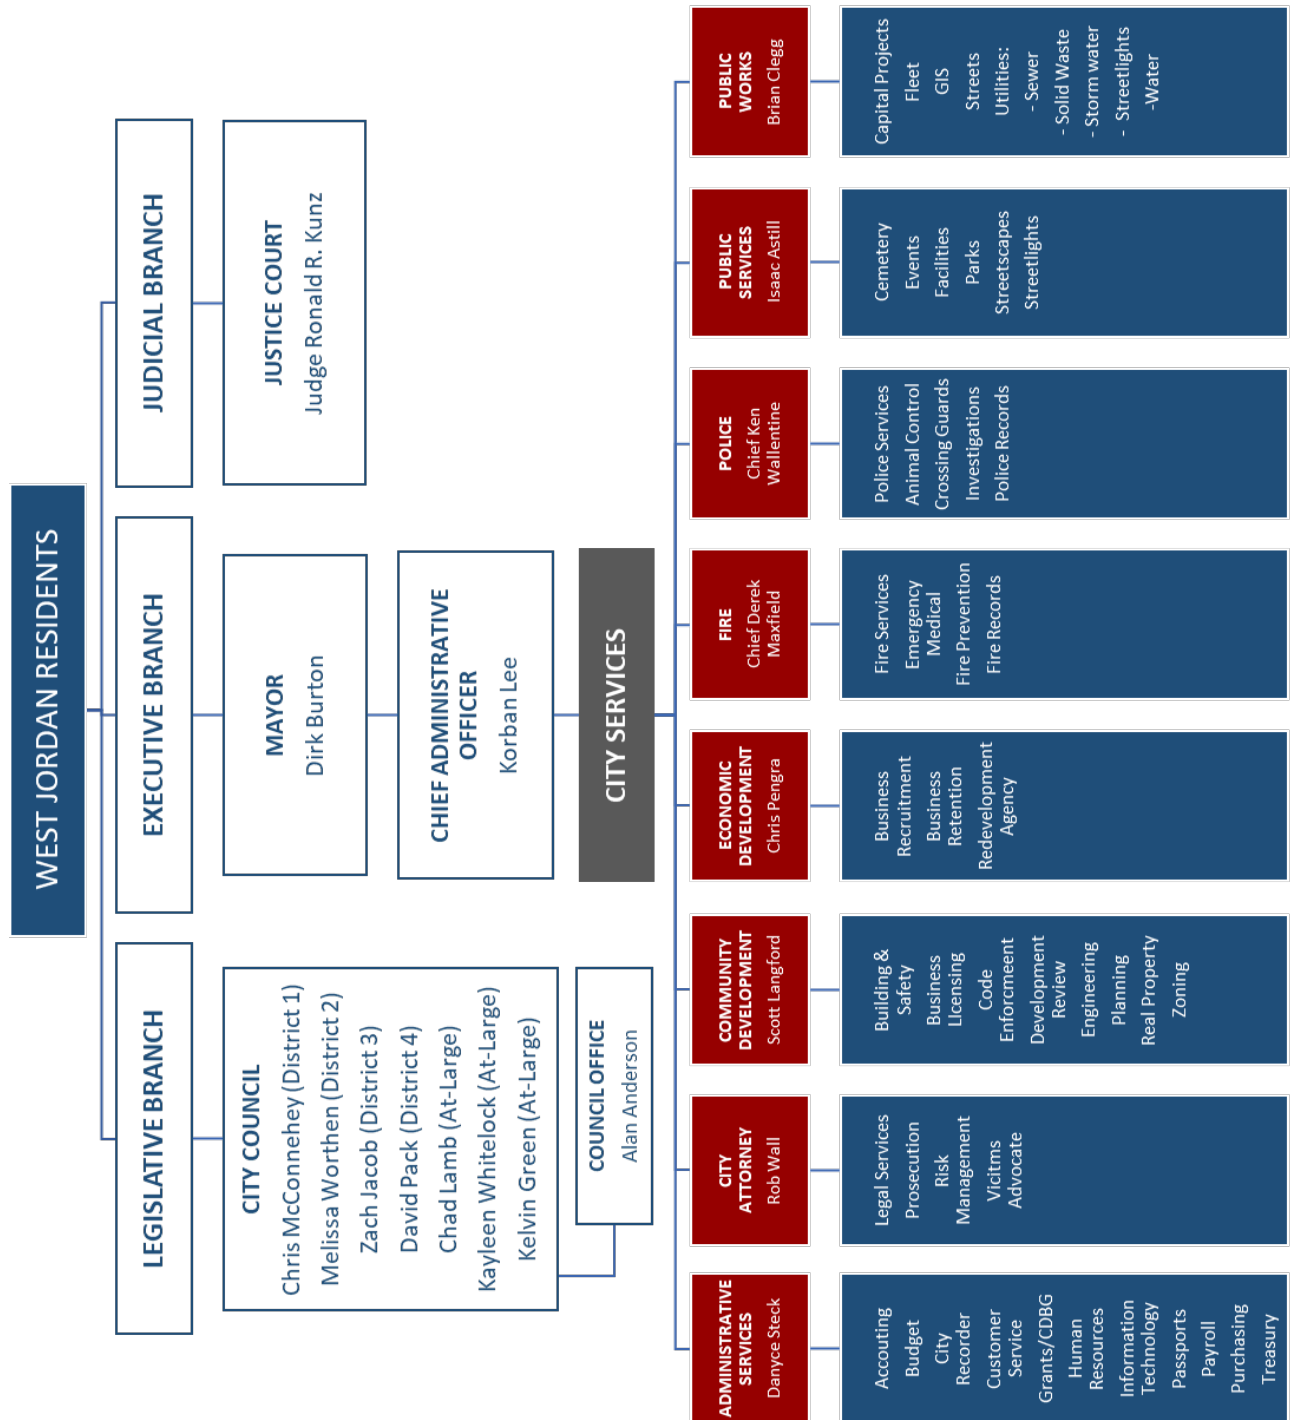 WEST JORDAN RESIDENTS
LEGISLATIVE BRANCH
EXECUTIVE BRANCH
JUDICIAL BRANCH
CITY COUNCIL
Chris McConnehey (District 1)
Melissa Worthen (District 2)
Zach Jacob (District 3)
David Pack (District 4)
Chad Lamb (At-Large)
Kayleen Whitelock (At-Large)
Kelvin Green (At-Large)
COUNCIL OFFICE
Alan Anderson
MAYOR
Dirk Burton
CHIEF ADMINISTRATIVE
OFFICER
Korban Lee
JUSTICE COURT
Judge Ronald R. Kunz
CITY SERVICES
ADMINISTRATIVE
SERVICES
Danyce Steck
Accouting
Budget
City
Recorder
Customer
Service
Grants/CDBG
Human
Resources
Information
Technology
Passports
Payroll
Purchasing
Treasury
CITY
ATTORNEY
Rob Wall
Legal Services
Prosecution
Risk
Management
Vicitms
Advocate
COMMUNITY
DEVELOPMENT
Scott Langford
Building &
Safety
Business
LIcensing
Code
Enforcmeent
Development
Review
Engineering
Planning
Real Property
Zoning
ECONOMIC
DEVELOPMENT
Chris Pengra
Business
Recruitment
Business
Retention
Redevelopment
Agency
FIRE
Chief Derek
Maxfield
Fire Services
Emergency
Medical
Fire Prevention
Fire Records
POLICE
Chief Ken
Wallentine
Police Services
Animal Control
Crossing Guards
Investigations
Police Records
PUBLIC
SERVICES
Isaac Astill
Cemetery
Events
Facilities
Parks
Streetscapes
Streetlights
PUBLIC
WORKS
Brian Clegg
Capital Projects
Fleet
GIS
Streets
Utilities:
- Sewer
- Solid Waste
- Storm water
- Streetlights
-Water